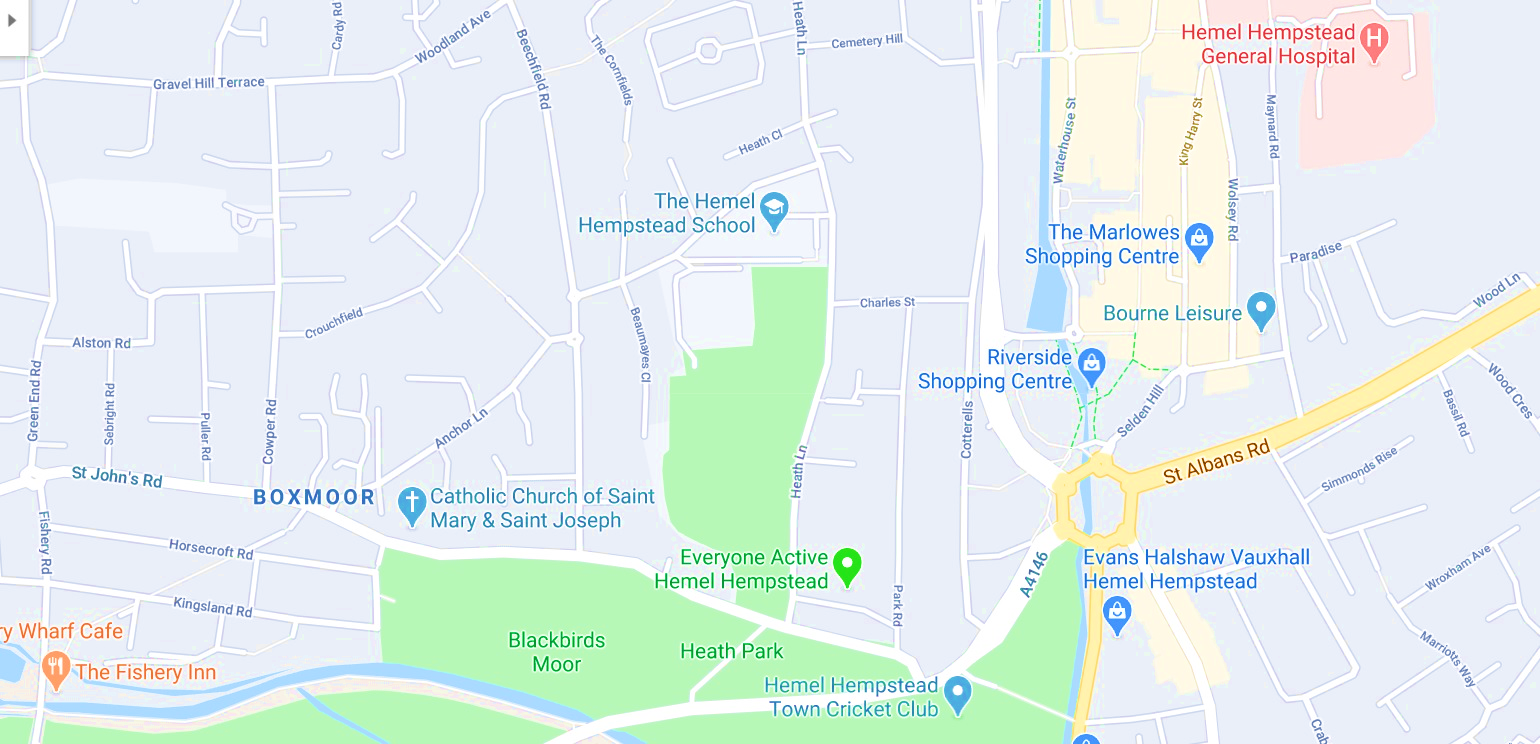 Cardy Rd
Woodland Ave
Beechfield Rd
The Cornfields
Heath Ln
Cemetery Hill
Hemel Hempstead
General Hospital
Gravel Hill Terrace
Waterhouse St
King Harry St
Maynard Rd
Heath Cl
The Hemel
Hempstead School
Wolsey Rd
The Marlowes
Shopping Centre
Paradise
Wood Ln
Crouchfield
Beaumayes Cl
Charles St
Bourne Leisure
Alston Rd
Green End Rd
Sebright Rd
Puller Rd
Cowper Rd
Anchor Ln
Riverside
Shopping Centre
Selden Hill
Cotterells
Wood Cres
Bassil Rd
St Albans Rd
Simmonds Rise
Heath Ln
St John's Rd
BOXMOOR
Catholic Church of Saint
Mary & Saint Joseph
Fishery Rd
Horsecroft Rd
Kingsland Rd
Everyone Active
Hemel Hempstead
Park Rd
A4146
Evans Halshaw Vauxhall
Hemel Hempstead
Wroxham Ave
Marriotts Way
ry Wharf Cafe
The Fishery Inn
Blackbirds
Moor
Heath Park
Hemel Hempstead
Town Cricket Club
Crab